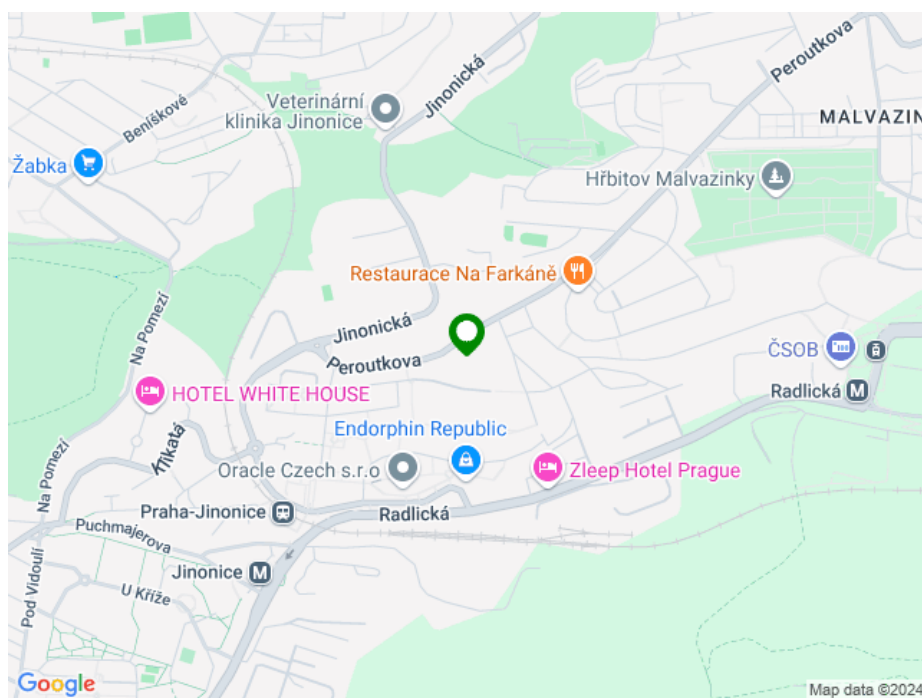 Peroutkova
Jinonická
Veterinární
klinika Jinonice
Beníškové
MALVAZIN
Žabka
Hřbitov Malvazinky
Restaurace Na Farkáně
Na Pomezí
Jinonická
Peroutkova
ČSOB
HOTEL WHITE HOUSE
Radlická M
Endorphin Republic
Oracle Czech s.r.o
Zleep Hotel Prague
Na Pomezí
Praha-Jinonice
Radlická
Puchmajerova
Jinonice M
U Kříže
Pod Vidoulí
Google
Map data ©2024